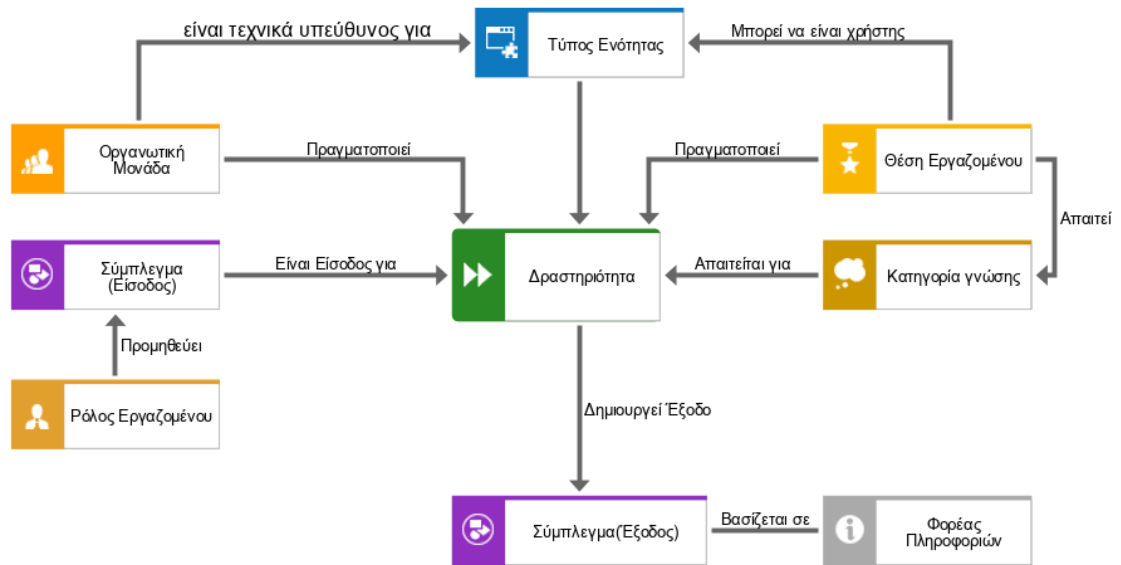 είναι τεχνικά υπεύθυνος για
Τύπος Ενότητας
Μπορεί να είναι χρήστης
Οργανωτική
Μονάδα
Πραγματοποιεί
Πραγματοποιεί
Θέση Εργαζομένου
Απαιτεί
Σύμπλεγμα
(Είσοδος)
Είναι Είσοδος για
Δραστηριότητα
Απαιτείται για
Κατηγορία γνώσης
Προμηθεύει
Ρόλος Εργαζομένου
Δημιουργεί Έξοδο
Σύμπλεγμα(Έξοδος)
Βασίζεται σε
Φορέας
Πληροφοριών